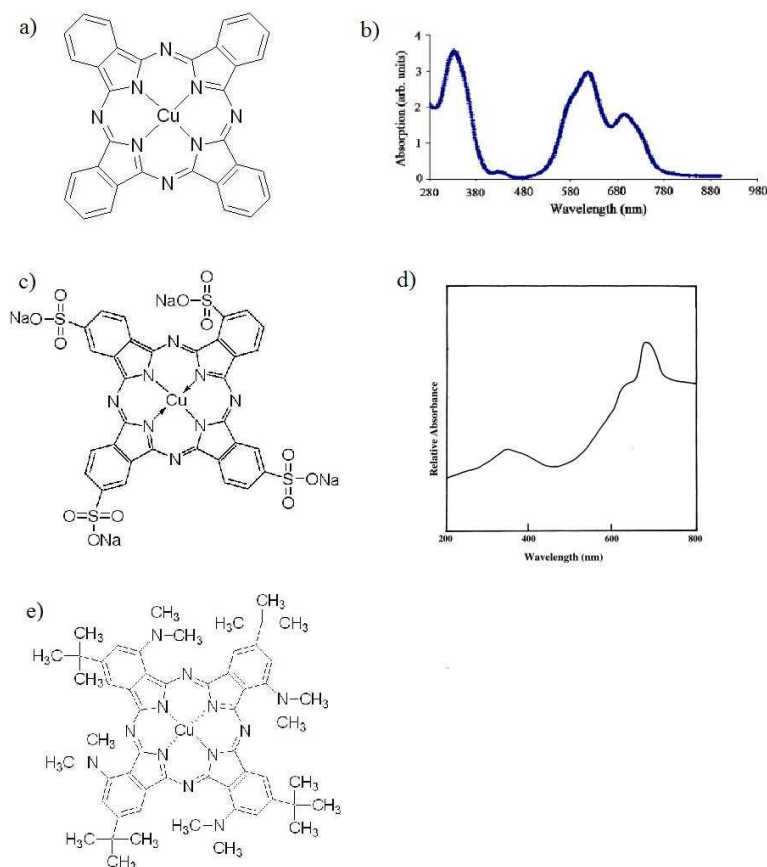 a)
N
N N
N Cu N
N N
N
b)
Absorption (arb. units)
4
3
2
1
0
280 380 480 580 680 780 880 980
Wavelength (nm)
c)
O
NaO S
O
O
NaO S
O
N
N N
N Cu N
N N
N
O
S ONa
O
O S O
ONa
d)
Relative Absorbance
200 400 600 800
Wavelength (nm)
e)
CH3
N CH3
CH3
H3C CH3
CH3
H3C
CH3
N
N N
N CH3
CH3
N Cu N
CH3
H3C N
N N
N
CH3
H3C N
CH3
CH3
CH3
H3C CH3
CH3